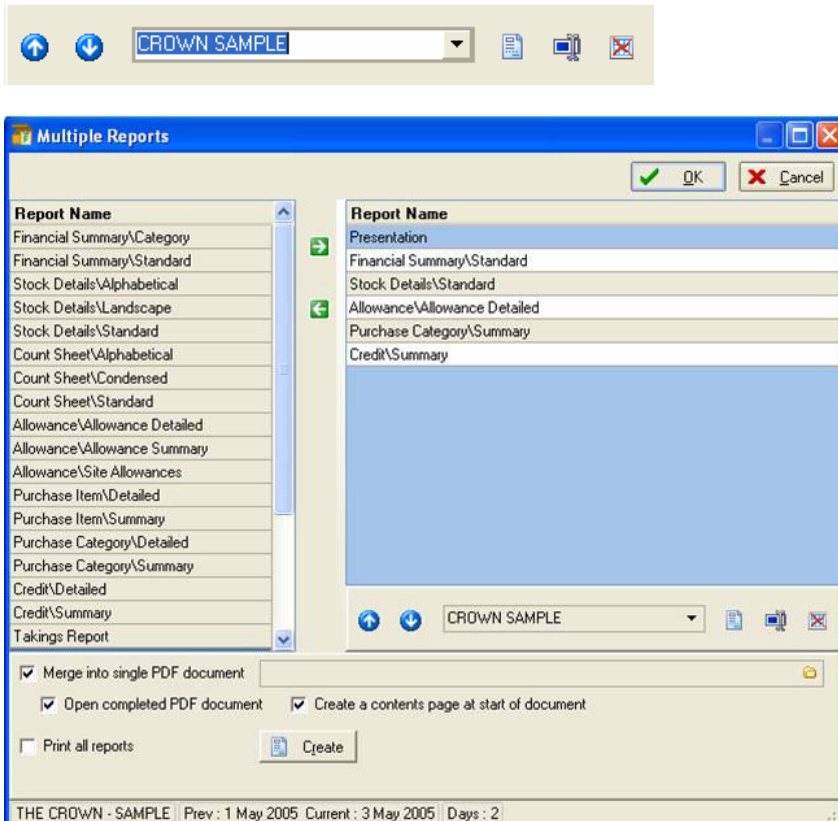 CROWN SAMPLE
Multiple Reports
OK Cancel
Report Name
Financial Summary\Category
Financial Summary\Standard
Stock Details\Alphabetical
Stock Details\Landscape
Stock Details\Standard
Count Sheet\Alphabetical
Count Sheet\Condensed
Count Sheet\Standard
Allowance\Allowance Detailed
Allowance\Allowance Summary
Allowance\Site Allowances
Purchase Item\Detailed
Purchase Item\Summary
Purchase Category\Detailed
Purchase Category\Summary
Credit\Detailed
Credit\Summary
Takings Report
Report Name
Presentation
Financial Summary\Standard
Stock Details\Standard
Allowance\Allowance Detailed
Purchase Category\Summary
Credit\Summary
CROWN SAMPLE
Merge into single PDF document
Open completed PDF document Create a contents page at start of document
Print all reports Create
THE CROWN - SAMPLE Prev : 1 May 2005 Current : 3 May 2005 Days : 2